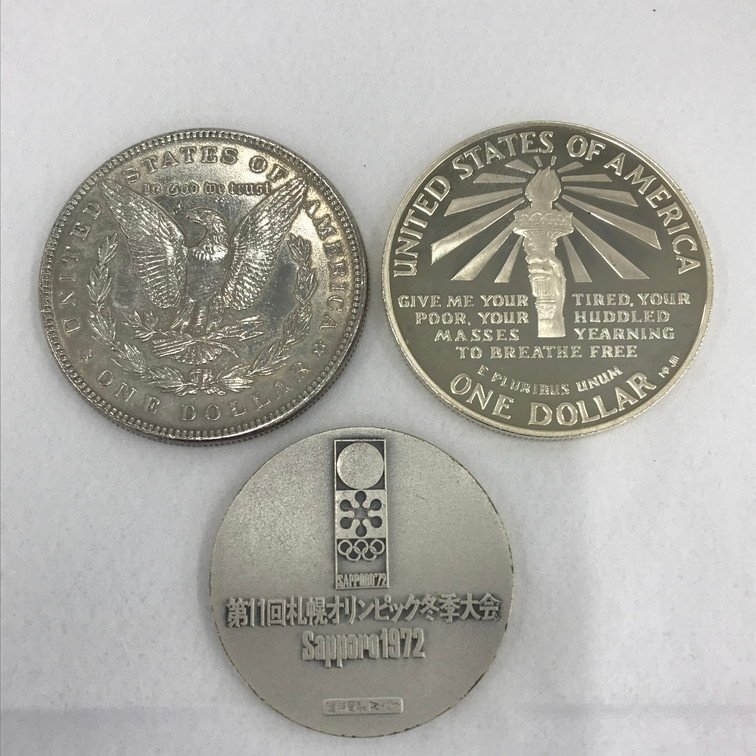 UNITED STATES OF AMERICA
In God we trust
ONE DOLLAR
UNITED STATES OF AMERICA
GIVE ME YOUR TIRED, YOUR
POOR, YOUR HUDDLED
MASSES YEARNING
TO BREATHE FREE
E PLURIBUS UNUM
ONE DOLLAR
SAPPORO'72
第11回札幌オリンピック冬季大会
Sapporo1972